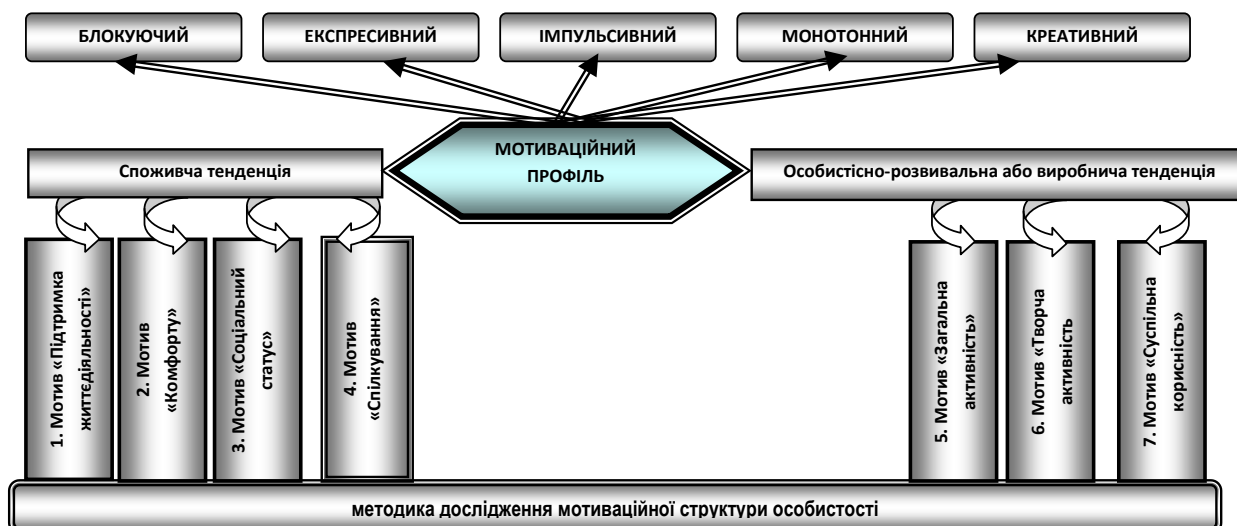 БЛОКУЮЧИЙ
ЕКСПРЕСИВНИЙ
ІМПУЛЬСИВНИЙ
МОНОТОННИЙ
КРЕАТИВНИЙ
МОТИВАЦІЙНИЙ
ПРОФІЛЬ
Споживча тенденція
Особистісно-розвивальна або виробнича тенденція
1. Мотив «Підтримка
життєдіяльності»
2. Мотив
«Комфорту»
3. Мотив «Соціальний
статус»
4. Мотив
«Спілкування»
5. Мотив «Загальна
активність»
6. Мотив «Творча
активність
7. Мотив «Суспільна
корисність»
методика дослідження мотиваційної структури особистості